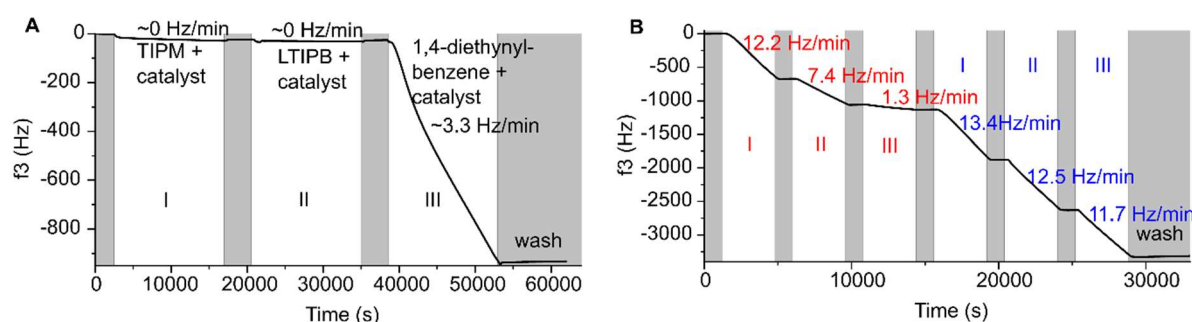 A
f3 (Hz)
0
-200
-400
-600
-800
~0 Hz/min
TIPM +
catalyst
~0 Hz/min
LTIPB +
catalyst
1,4-diethynyl-
benzene +
catalyst
~3.3 Hz/min
I
II
III
wash
0
10000
20000
30000
40000
50000
60000
Time (s)
B
f3 (Hz)
0
-500
-1000
-1500
-2000
-2500
-3000
12.2 Hz/min
7.4 Hz/min
1.3 Hz/min
I
II
III
I
II
III
13.4Hz/min
12.5 Hz/min
11.7 Hz/min
wash
0
10000
20000
30000
Time (s)